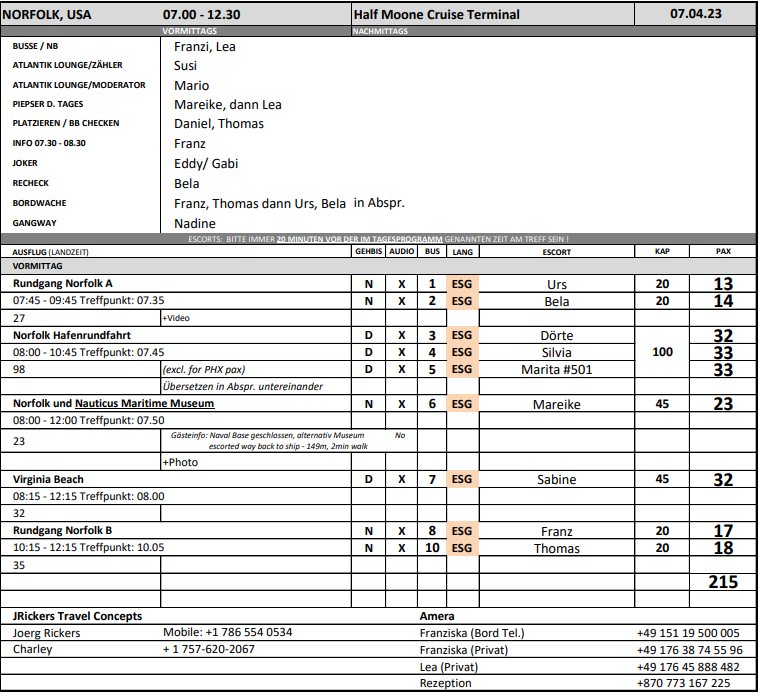 NORFOLK, USA 07.00 - 12.30 Half Moone Cruise Terminal 07.04.23
VORMITTAGS NACHMITTAGS
BUSSE / NB Franzi, Lea
ATLANTIK LOUNGE/ZÄHLER Susi
ATLANTIK LOUNGE/MODERATOR Mario
PIEPSER D. TAGES Mareike, dann Lea
PLATZIEREN / BB CHECKEN Daniel, Thomas
INFO 07.30 - 08.30 Franz
JOKER Eddy/ Gabi
RECHECK Bela
BORDWACHE Franz, Thomas dann Urs, Bela in Abspr.
GANGWAY Nadine
ESCORTS: BITTE IMMER 20 MINUTEN VOR DER IM TAGESPROGRAMM GENANNTEN ZEIT AM TREFF SEIN !
AUSFLUG (LANDZEIT) GEHBIS AUDIO BUS LANG ESCORT KAP PAX
VORMITTAG
Rundgang Norfolk A N X 1 ESG Urs 20 13
07:45 - 09:45 Treffpunkt: 07.35 N X 2 ESG Bela 20 14
27 +Video
Norfolk Hafenrundfahrt D X 3 ESG Dörte 32
08:00 - 10:45 Treffpunkt: 07.45 D X 4 ESG Silvia 100 33
98 (excl. for PHX pax) D X 5 ESG Marita #501 33
Übersetzen in Abspr. untereinander
Norfolk und Nauticus Maritime Museum N X 6 ESG Mareike 45 23
08:00 - 12:00 Treffpunkt: 07.50
23 Gästeinfo: Naval Base geschlossen, alternativ Museum No
escorted way back to ship - 149m, 2min walk
+Photo
Virginia Beach D X 7 ESG Sabine 45 32
08:15 - 12:15 Treffpunkt: 08.00
32
Rundgang Norfolk B N X 8 ESG Franz 20 17
10:15 - 12:15 Treffpunkt: 10.05 N X 10 ESG Thomas 20 18
35
215
JRickers Travel Concepts Amera
Joerg Rickers Mobile: +1 786 554 0534 Franziska (Bord Tel.) +49 151 19 500 005
Charley + 1 757-620-2067 Franziska (Privat) +49 176 38 74 55 96
Lea (Privat) +49 176 45 888 482
Rezeption +870 773 167 225